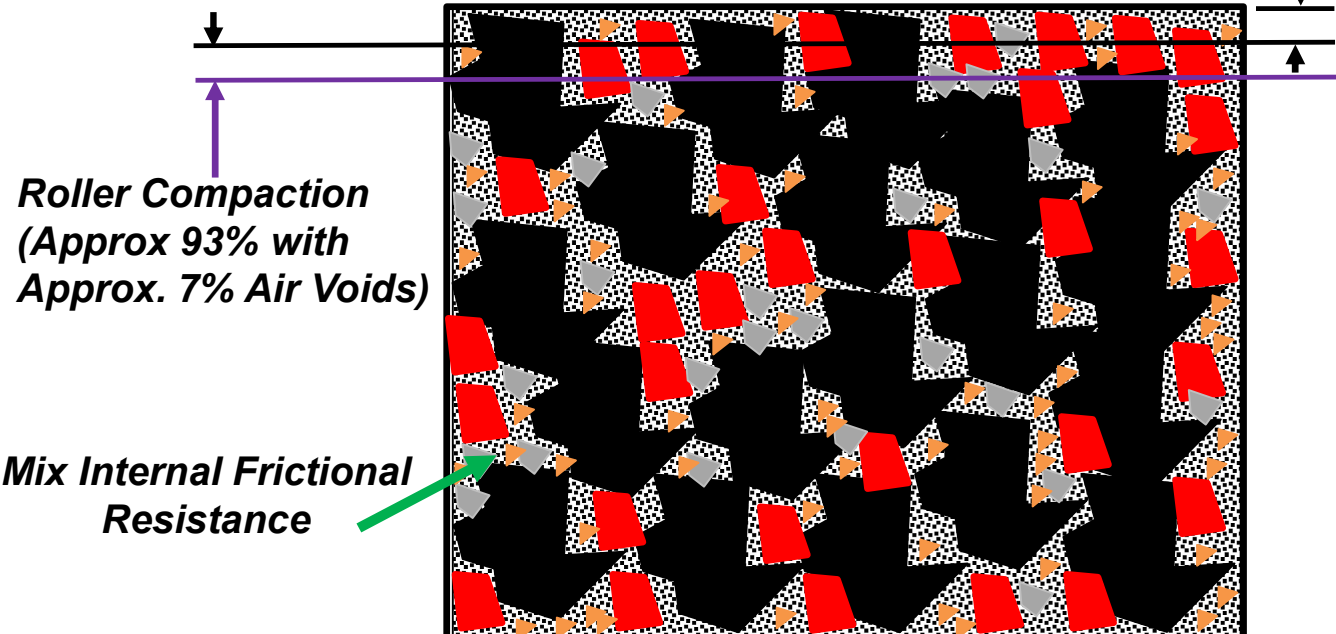 Roller Compaction
(Approx 93% with
Approx. 7% Air Voids)
Mix Internal Frictional
Resistance